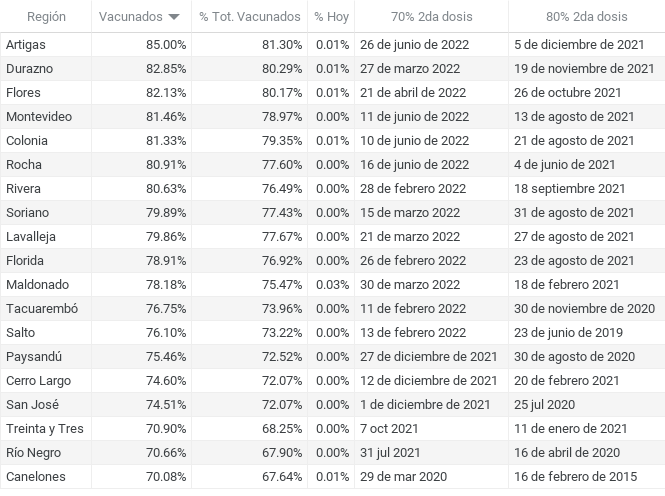 Región Vacunados % Tot. Vacunados % Hoy 70% 2da dosis 80% 2da dosis
Artigas 85.00% 81.30% 0.01% 26 de junio de 2022 5 de diciembre de 2021
Durazno 82.85% 80.29% 0.01% 27 de marzo 2022 19 de noviembre de 2021
Flores 82.13% 80.17% 0.01% 21 de abril de 2022 26 de octubre 2021
Montevideo 81.46% 78.97% 0.00% 11 de junio de 2022 13 de agosto de 2021
Colonia 81.33% 79.35% 0.01% 10 de junio de 2022 21 de agosto de 2021
Rocha 80.91% 77.60% 0.00% 16 de junio de 2022 4 de junio de 2021
Rivera 80.63% 76.49% 0.00% 28 de febrero 2022 18 septiembre de 2021
Soriano 79.89% 77.43% 0.00% 15 de marzo 2022 31 de agosto de 2021
Lavalleja 79.86% 77.67% 0.00% 21 de marzo 2022 27 de agosto de 2021
Florida 78.91% 76.92% 0.00% 26 de febrero 2022 23 de agosto de 2021
Maldonado 78.18% 75.47% 0.03% 30 de marzo 2022 18 de febrero 2021
Tacuarembó 76.75% 73.96% 0.00% 11 de febrero 2022 30 de noviembre de 2020
Salto 76.10% 73.22% 0.00% 13 de febrero 2022 23 de junio de 2019
Paysandú 75.46% 72.52% 0.00% 27 de diciembre de 2021 30 de agosto de 2020
Cerro Largo 74.60% 72.07% 0.00% 12 de diciembre de 2021 20 de febrero 2021
San José 74.51% 72.07% 0.00% 1 de diciembre de 2021 25 jul 2020
Treinta y Tres 70.90% 68.25% 0.00% 7 oct 2021 11 de enero de 2021
Río Negro 70.66% 67.90% 0.00% 31 jul 2021 16 de abril de 2020
Canelones 70.08% 67.64% 0.01% 29 de mar 2020 16 de febrero de 2015